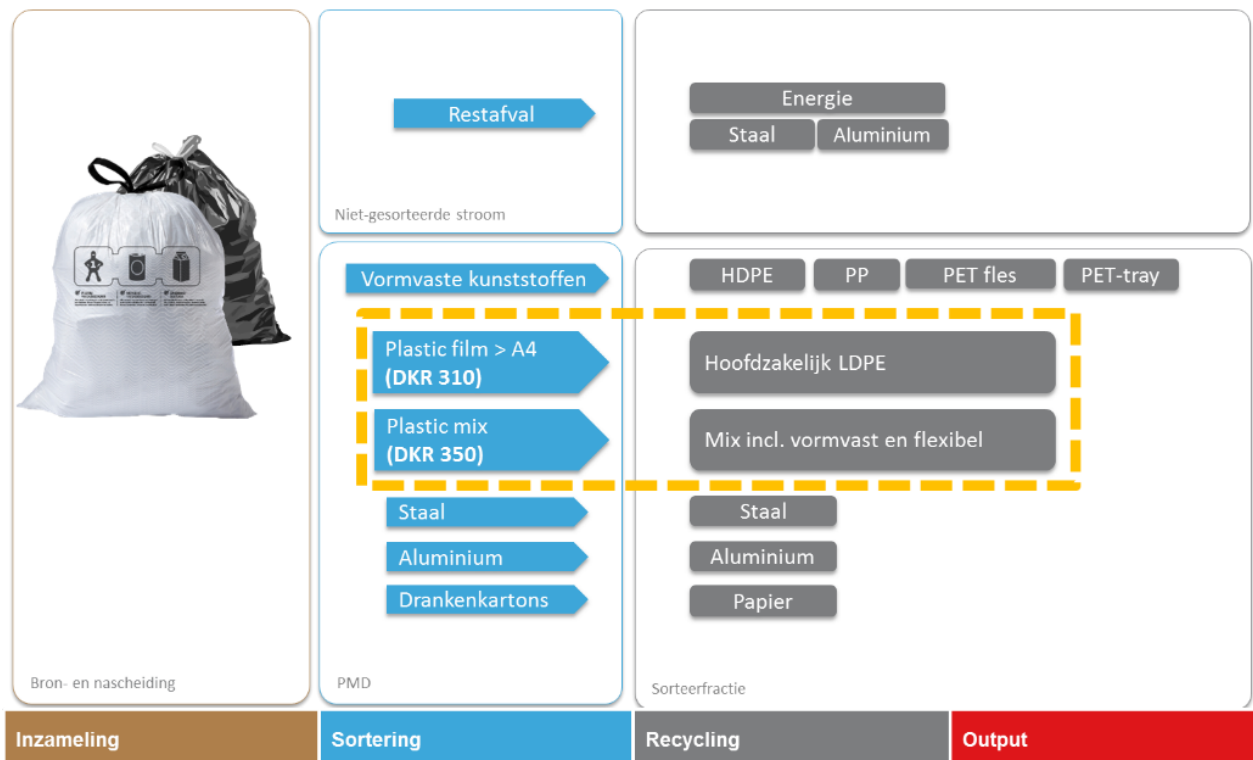 Restafval
Niet-gesorteerde stroom
Energie
Staal
Aluminium
Vormvaste kunststoffen
HDPE
PP
PET fles
PET-tray
Plastic film > A4
(DKR 310)
Hoofdzakelijk LDPE
Plastic mix
(DKR 350)
Mix incl. vormvast en flexibel
Staal
Staal
Aluminium
Aluminium
Drankenkartons
Papier
Bron- en nascheiding
PMD
Sorteerfractie
Inzameling
Sortering
Recycling
Output